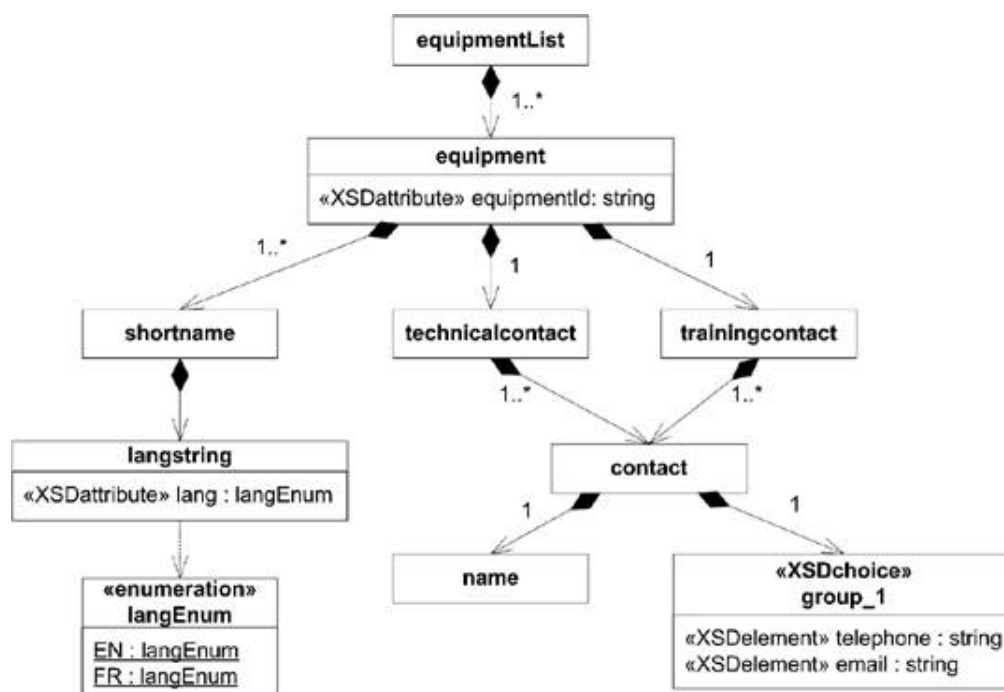 equipmentList
1..*
equipment
«XSDattribute» equipmentId: string
1..*
1
1
shortname
technicalcontact
trainingcontact
1..*
1..*
langstring
«XSDattribute» lang : langEnum
contact
1
1
«enumeration»
langEnum
EN : langEnum
FR : langEnum
name
«XSDchoice»
group_1
«XSDelement» telephone : string
«XSDelement» email : string